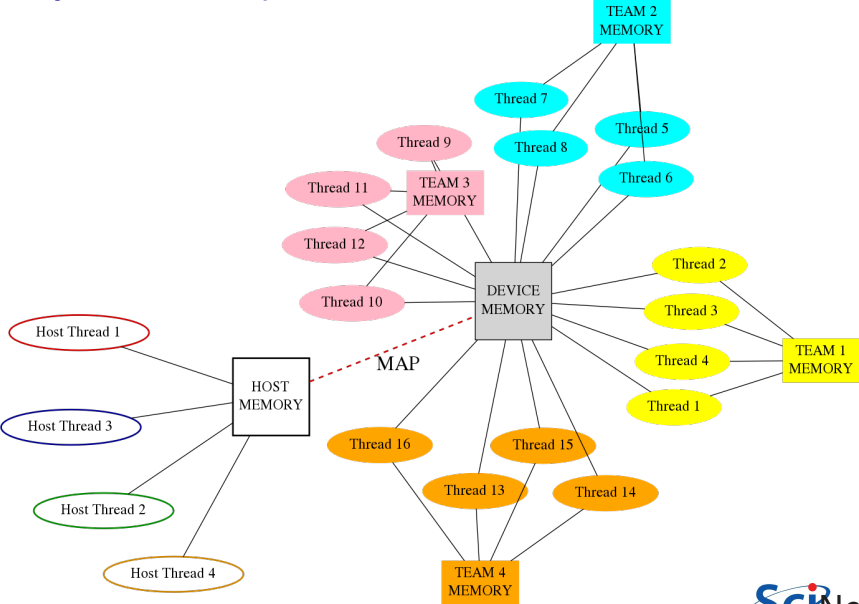 TEAM 2
MEMORY
Thread 7
Thread 5
Thread 9
Thread 8
Thread 11
TEAM 3
MEMORY
Thread 6
Thread 12
Thread 2
DEVICE
MEMORY
Thread 10
Thread 3
Host Thread 1
MAP
Thread 4
TEAM 1
MEMORY
HOST
MEMORY
Thread 1
Host Thread 3
Thread 16
Thread 15
Thread 13
Thread 14
Host Thread 2
Host Thread 4
TEAM 4
MEMORY